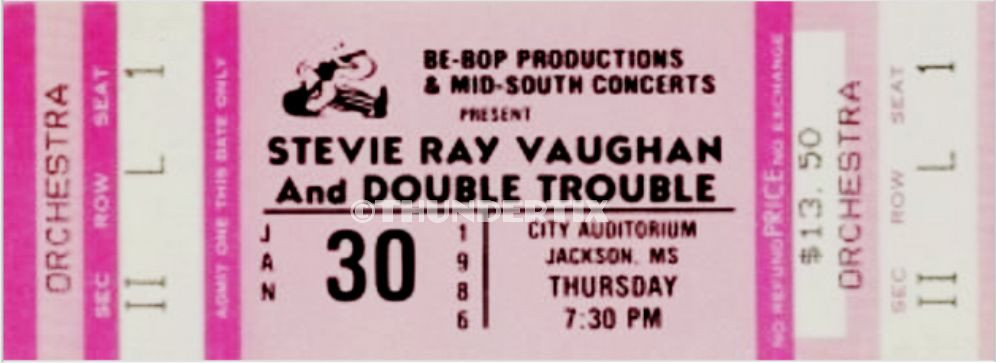 ORCHESTRA
SEC ROW SEAT
II L 1
ADMIT ONE THIS DATE ONLY
BE-BOP PRODUCTIONS
& MID-SOUTH CONCERTS
PRESENT
STEVIE RAY VAUGHAN
And DOUBLE TROUBLE
©THUNDERTIX
JAN
30
1986
CITY AUDITORIUM
JACKSON, MS
THURSDAY
7:30 PM
NO REFUND PRICE NO EXCHANGE
$13.50
ORCHESTRA
SEC ROW SEAT
II L 1